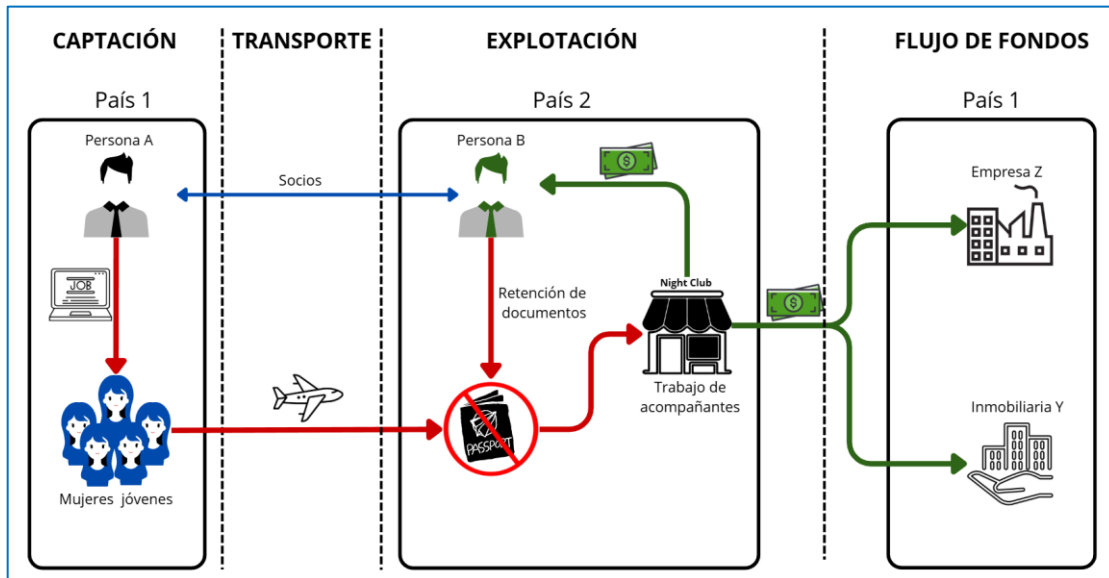 CAPTACIÓN
TRANSPORTE
EXPLOTACIÓN
FLUJO DE FONDOS
País 1
País 2
País 1
Persona A
Persona B
Empresa Z
Socios
JOB
Night Club
Retención de
documentos
Trabajo de
acompañantes
PASSPORT
Inmobiliaria Y
Mujeres jóvenes
$
$